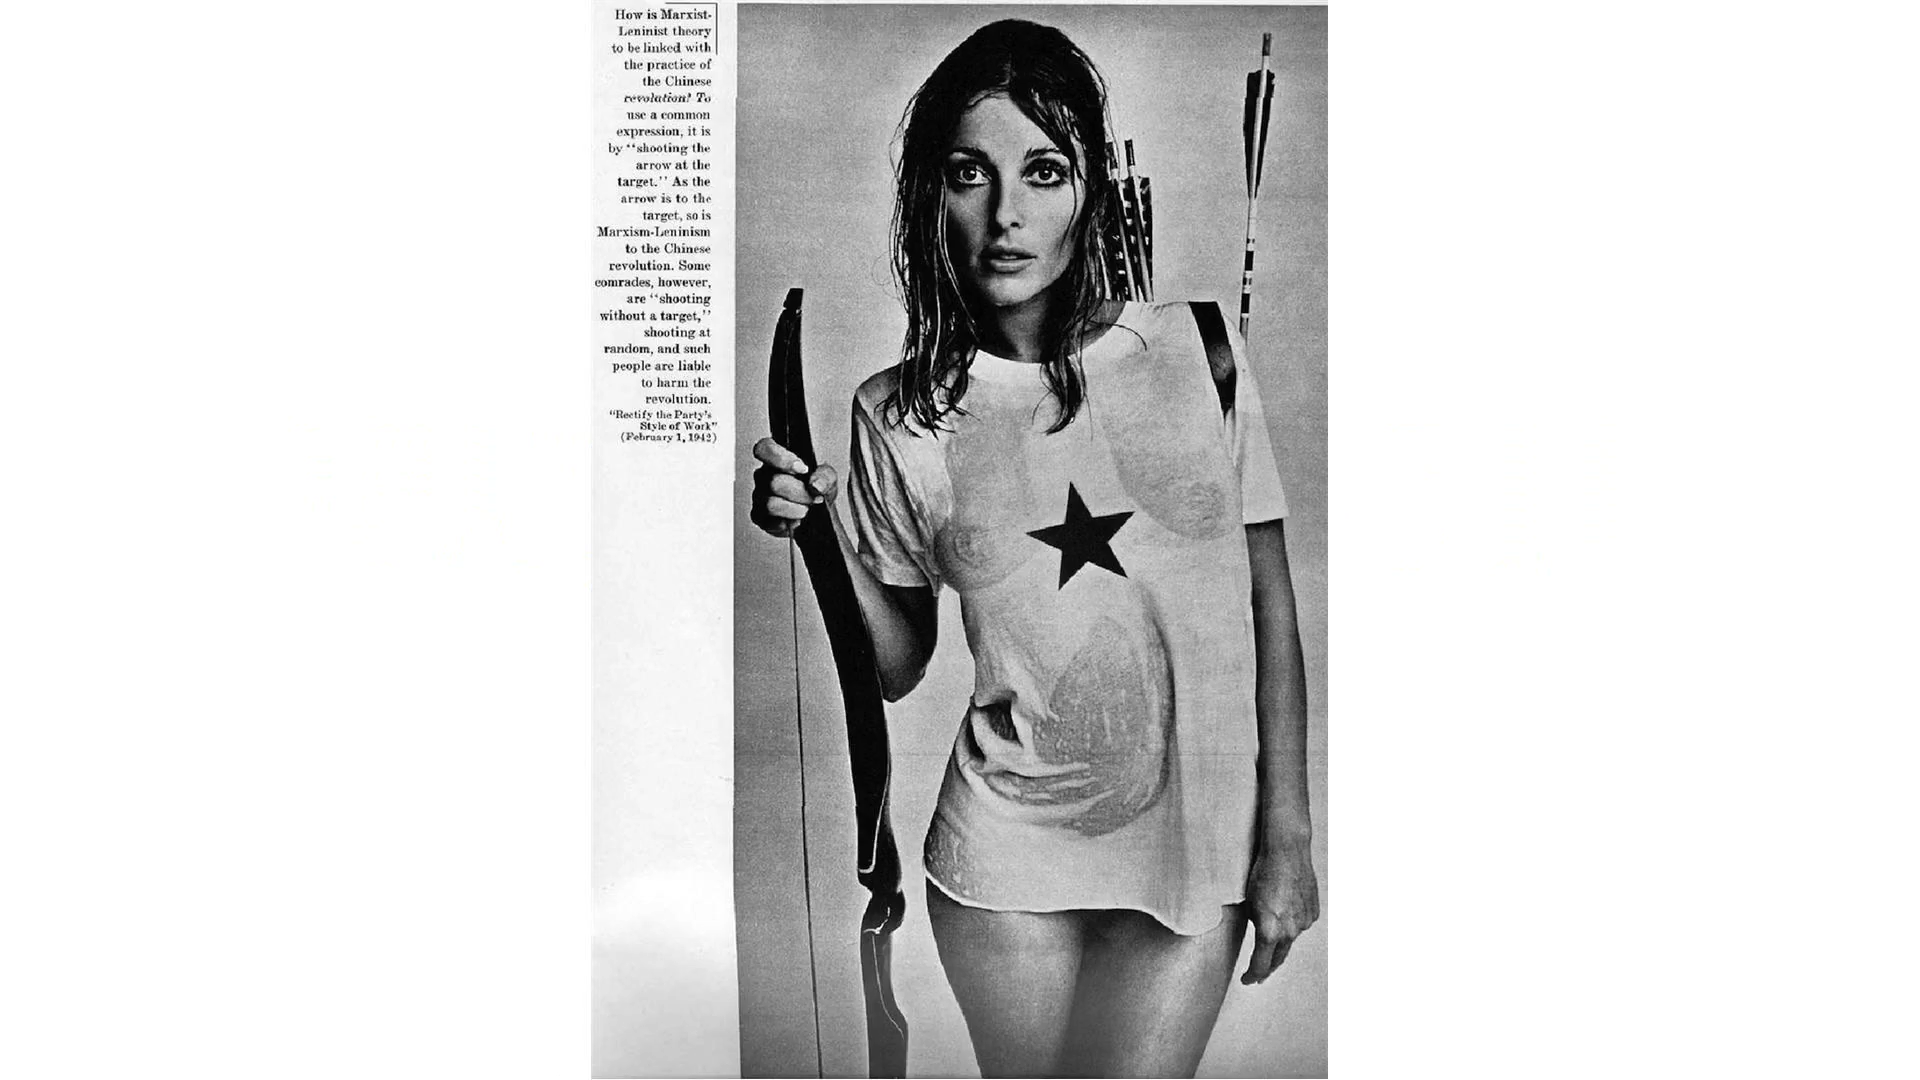 How is Marxist-
Leninist theory
to be linked with
the practice of
the Chinese
revolution? To
use a common
expression, it is
by “shooting the
arrow at the
target.” As the
arrow is to the
target, so is
Marxism-Leninism
to the Chinese
revolution. Some
comrades, however,
are “shooting
without a target,”
shooting at
random, and such
people are liable
to harm the
revolution.
“Rectify the Party’s
Style of Work”
(February 1, 1942)